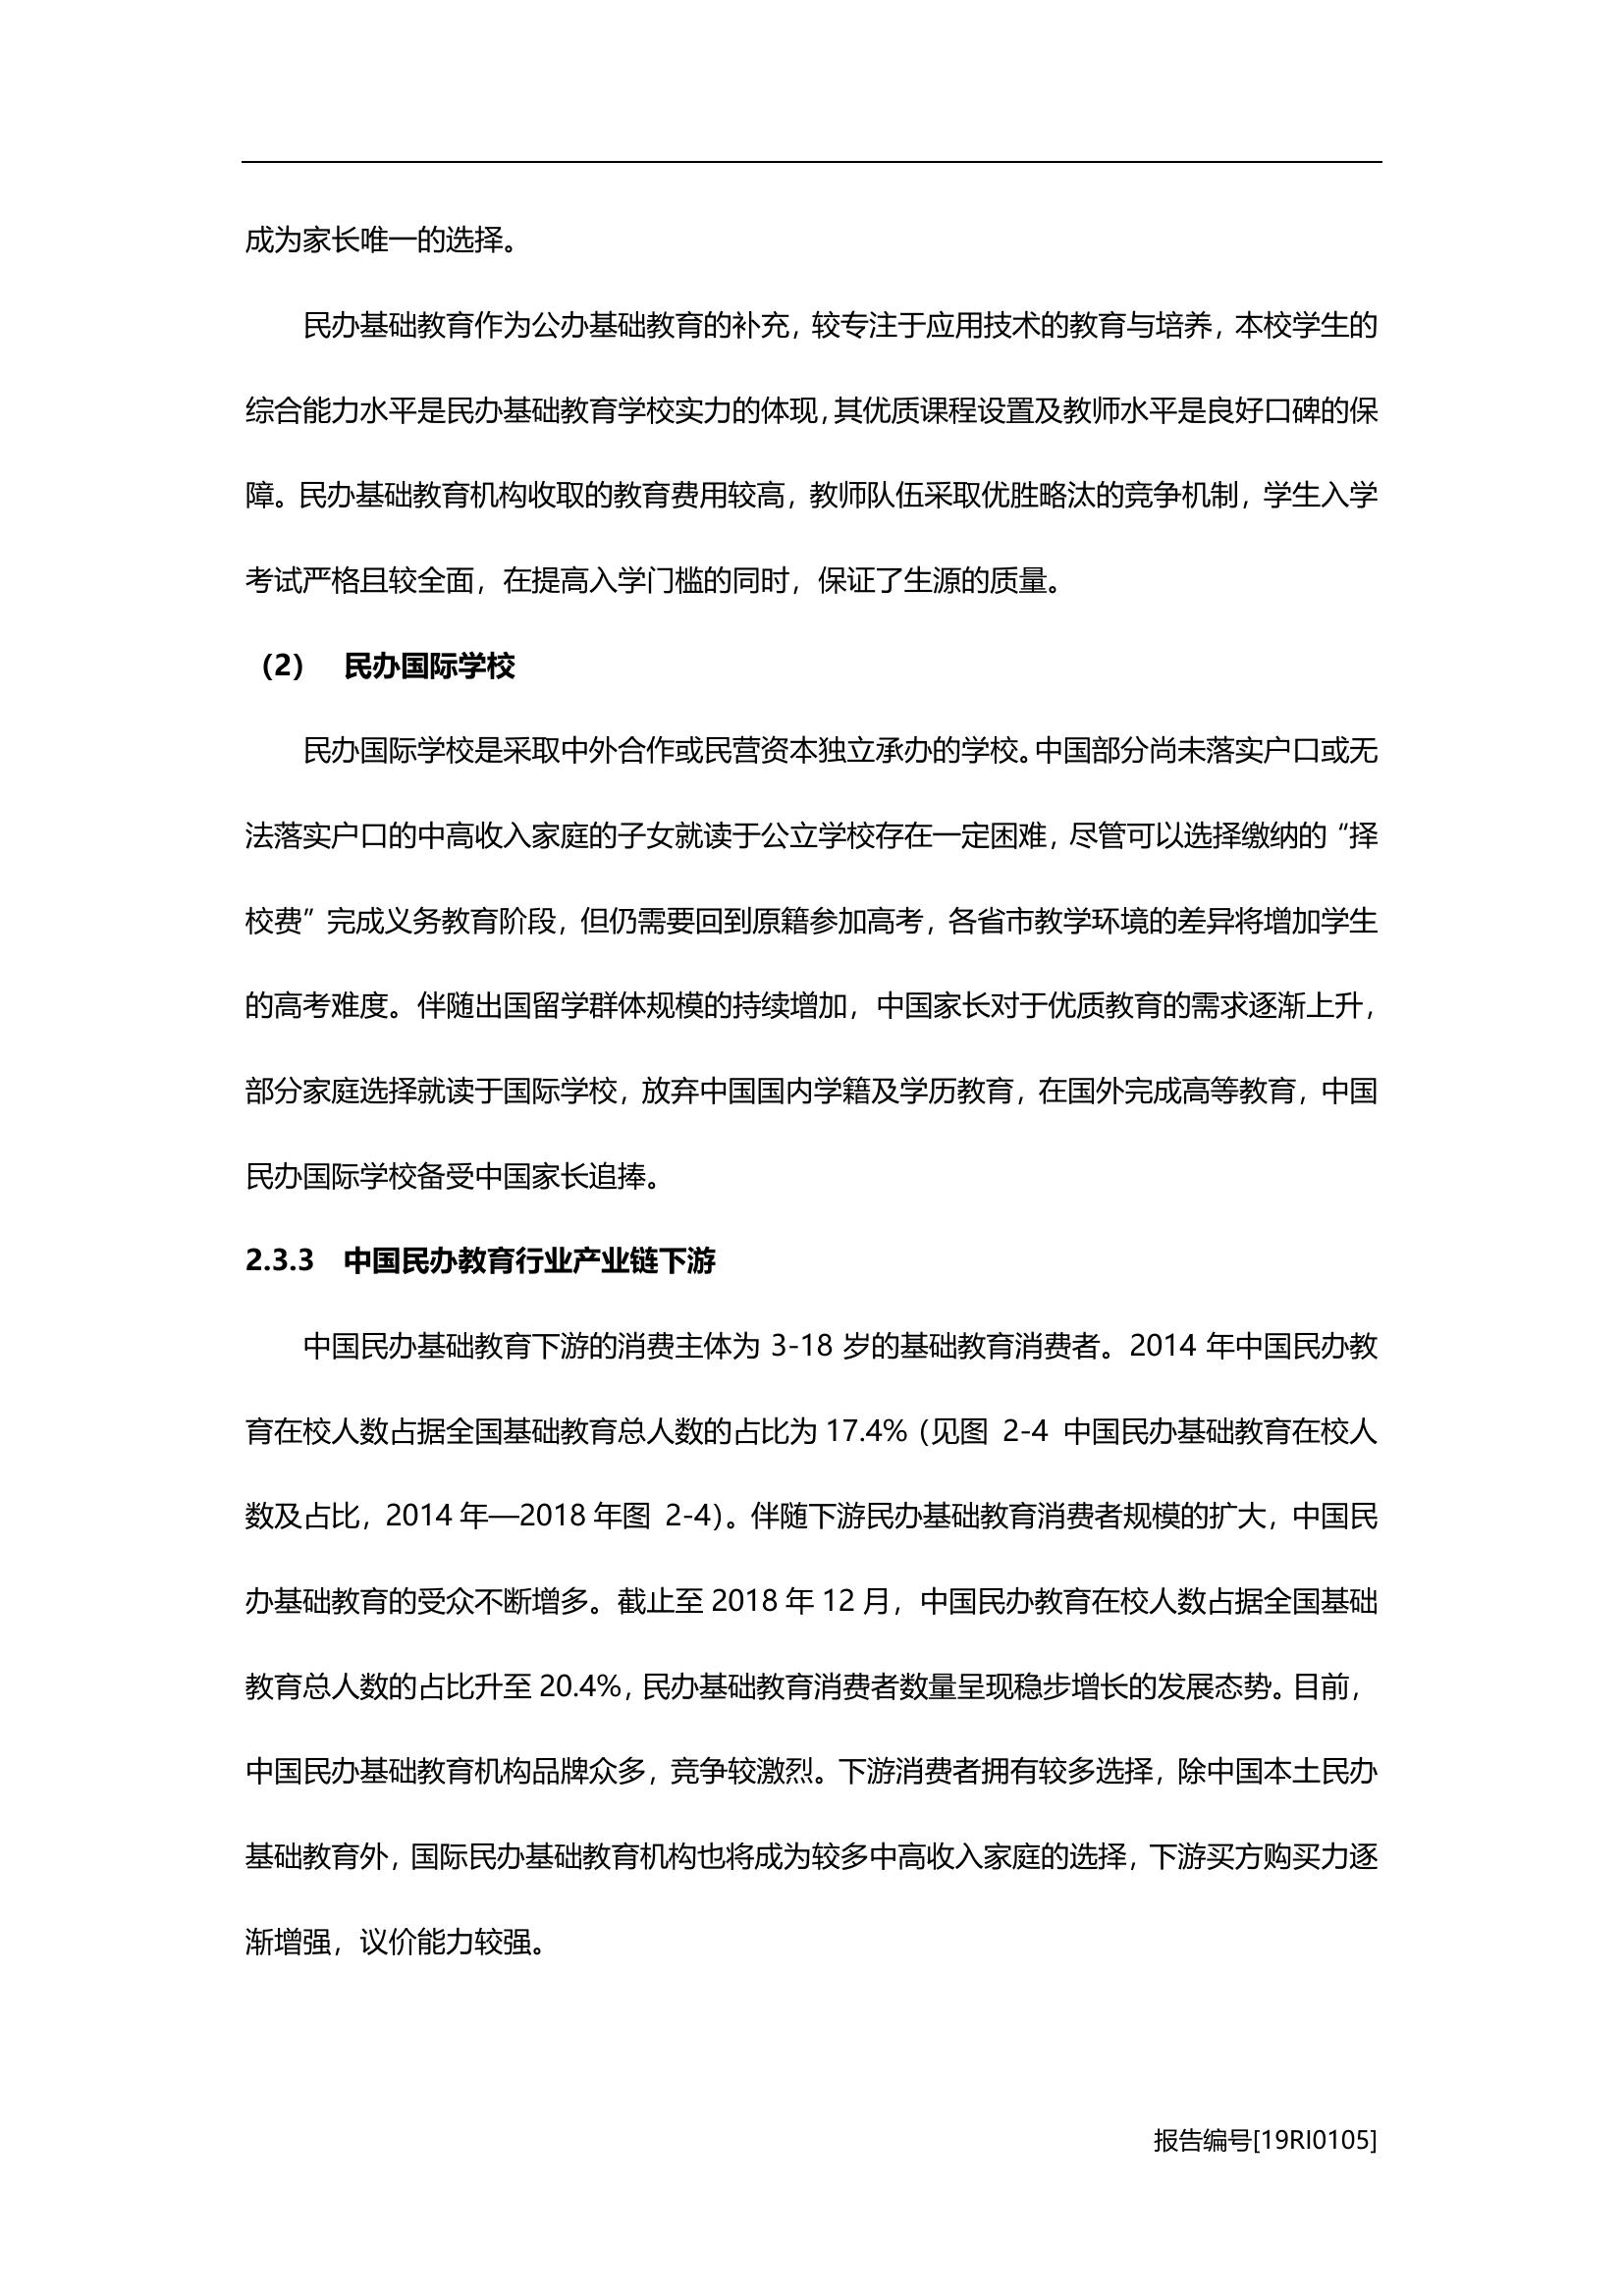 成为家长唯一的选择。
民办基础教育作为公办基础教育的补充，较专注于应用技术的教育与培养，本校学生的
综合能力水平是民办基础教育学校实力的体现，其优质课程设置及教师水平是良好口碑的保
障。民办基础教育机构收取的教育费用较高，教师队伍采取优胜略汰的竞争机制，学生入学
考试严格且较全面，在提高入学门槛的同时，保证了生源的质量。
（2） 民办国际学校
民办国际学校是采取中外合作或民营资本独立承办的学校。中国部分尚未落实户口或无
法落实户口的中高收入家庭的子女就读于公立学校存在一定困难，尽管可以选择缴纳的“择
校费”完成义务教育阶段，但仍需要回到原籍参加高考，各省市教学环境的差异将增加学生
的高考难度。伴随出国留学群体规模的持续增加，中国家长对于优质教育的需求逐渐上升，
部分家庭选择就读于国际学校，放弃中国国内学籍及学历教育，在国外完成高等教育，中国
民办国际学校备受中国家长追捧。
2.3.3 中国民办教育行业产业链下游
中国民办基础教育下游的消费主体为 3-18 岁的基础教育消费者。2014 年中国民办教
育在校人数占据全国基础教育总人数的占比为 17.4%（见图 2-4 中国民办基础教育在校人
数及占比，2014 年—2018 年图 2-4）。伴随下游民办基础教育消费者规模的扩大，中国民
办基础教育的受众不断增多。截止至 2018 年 12 月，中国民办教育在校人数占据全国基础
教育总人数的占比升至 20.4%，民办基础教育消费者数量呈现稳步增长的发展态势。目前，
中国民办基础教育机构品牌众多，竞争较激烈。下游消费者拥有较多选择，除中国本土民办
基础教育外，国际民办基础教育机构也将成为较多中高收入家庭的选择，下游买方购买力逐
渐增强，议价能力较强。
报告编号[19RI0105]